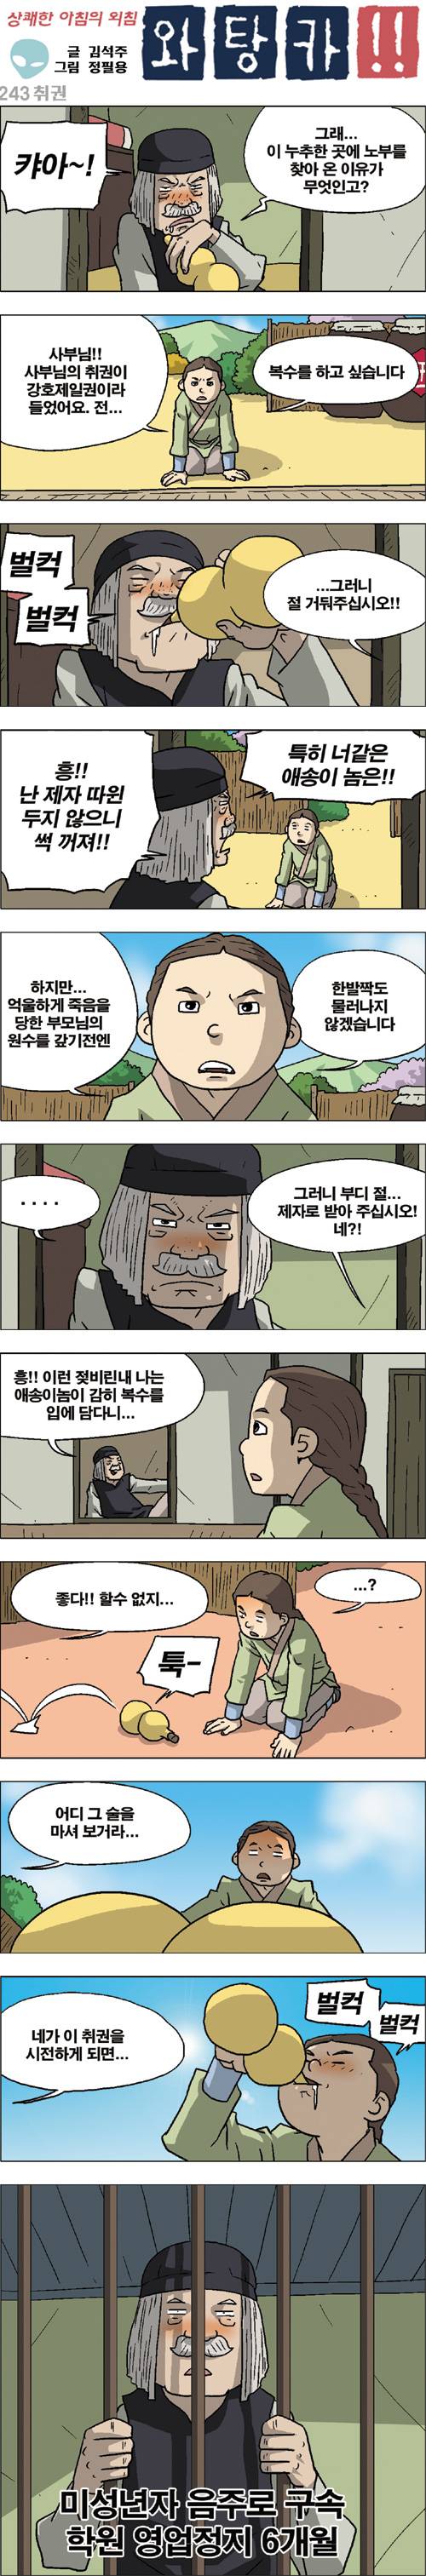 상쾌한 아침의 외침
글 김석주
그림 정필용
와탕카!!
243 취권
캬아~!
그래...
이 누추한 곳에 노부를
찾아 온 이유가
무엇인고?
사부님!!
사부님의 취권이
강호제일권이라
들었어요. 전...
복수를 하고 싶습니다
벌컥
벌컥
...그러니
절 거둬주십시오!!
흥!!
난 제자 따윈
두지 않으니
썩 꺼져!!
특히 너같은
애송이 놈은!!
하지만...
억울하게 죽음을
당한 부모님의
원수를 갚기전엔
한발짝도
물러나지
않겠습니다
....
그러니 부디 절...
제자로 받아 주십시오!
네?!
흥!! 이런 젖비린내 나는
애송이놈이 감히 복수를
입에 담다니...
좋다!! 할수 없지...
...?
툭-
어디 그 술을
마셔 보거라...
벌컥
벌컥
네가 이 취권을
시전하게 되면...
미성년자 음주로 구속
학원 영업정지 6개월